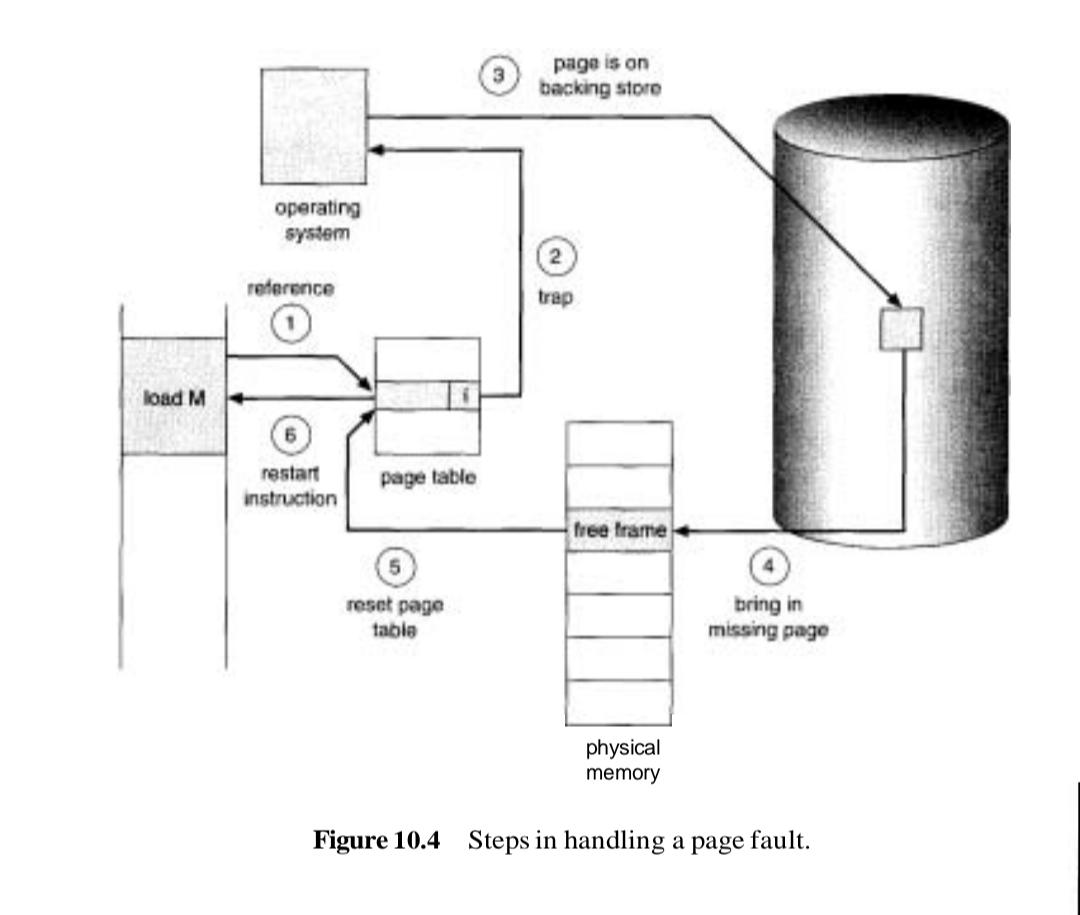 3
page is on
backing store
operating
system
2
trap
reference
1
load M
i
6
restart
instruction
page table
free frame
5
reset page
table
4
bring in
missing page
physical
memory
Figure 10.4 Steps in handling a page fault.